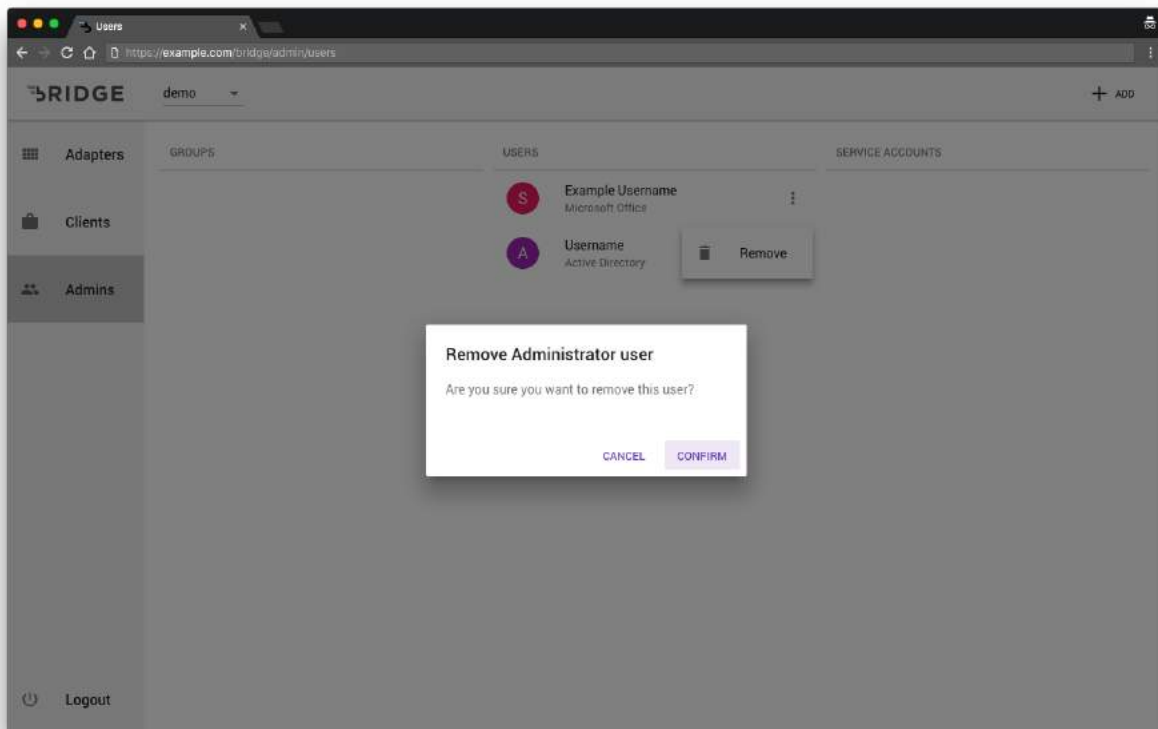 Users
https://example.com/bridge/admin/users
BRIDGE
demo
ADD
Adapters
Clients
Admins
Logout
GROUPS
USERS
SERVICE ACCOUNTS
S
Example Username
Microsoft Office
A
Username
Active Directory
Remove
Remove Administrator user
Are you sure you want to remove this user?
CANCEL CONFIRM